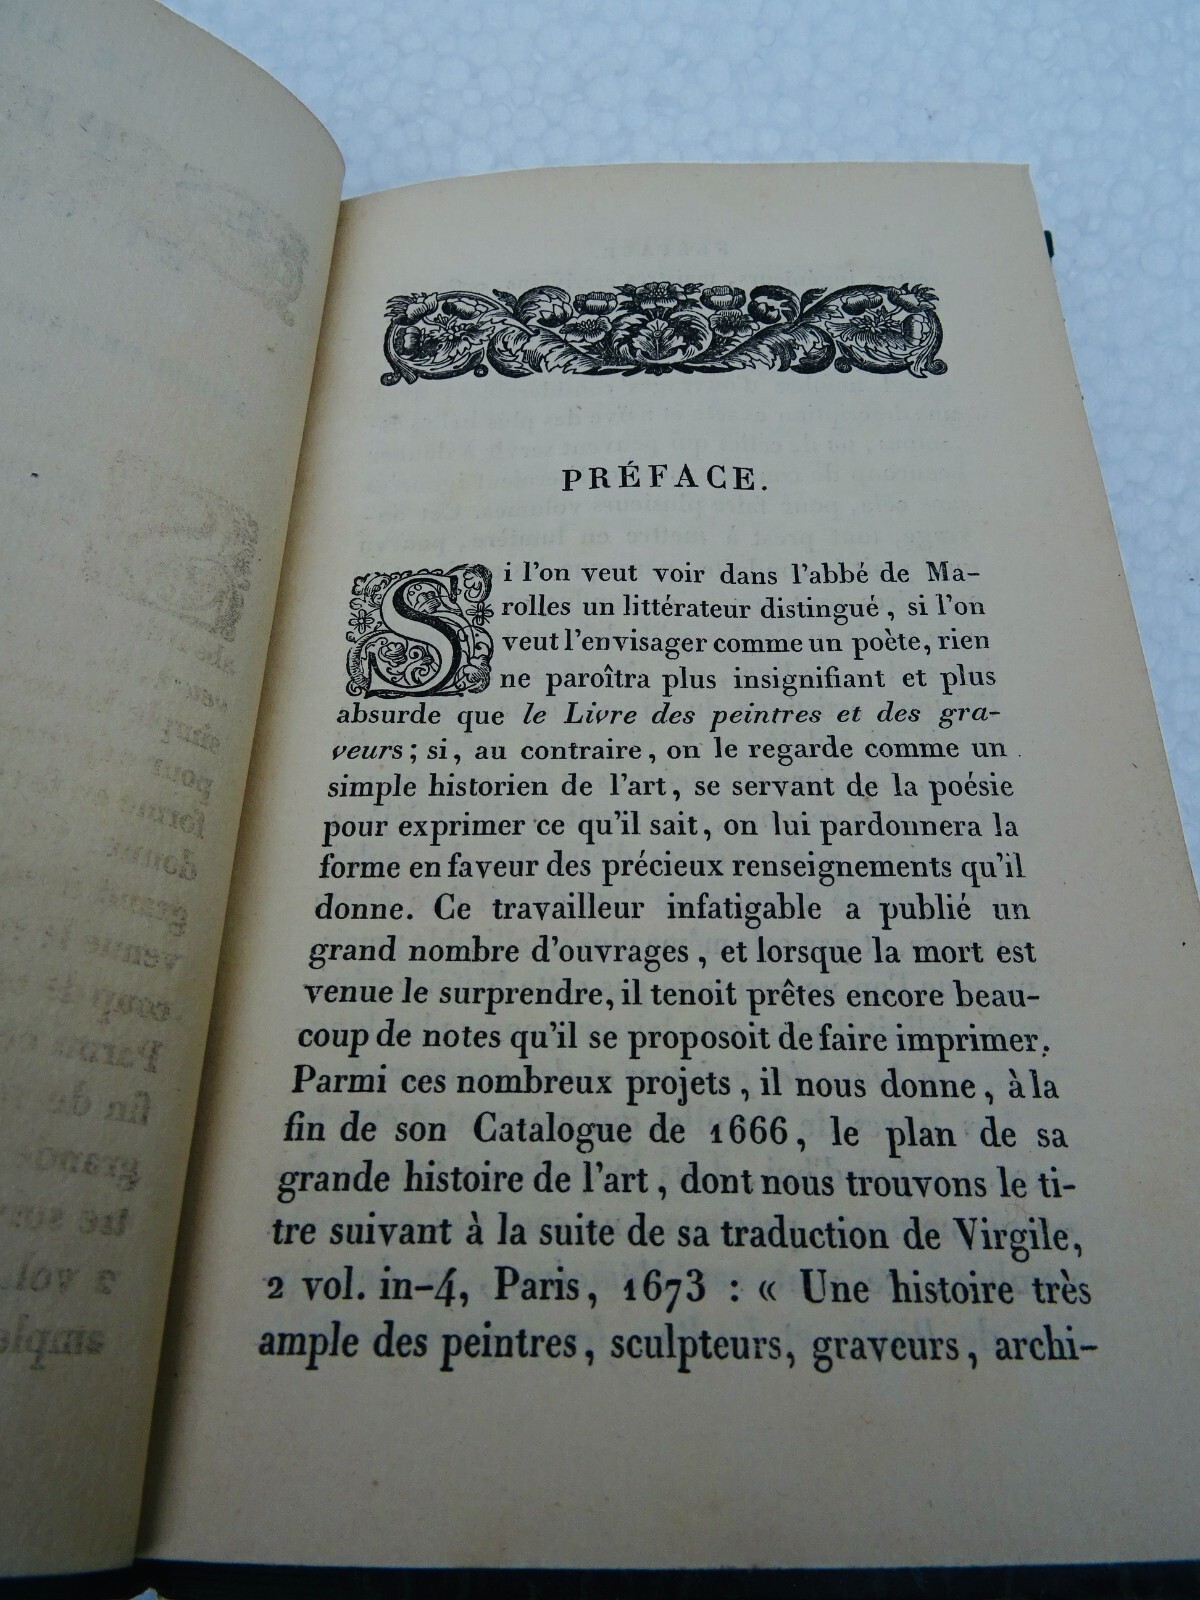 PRÉFACE.
Si l'on veut voir dans l'abbé de Ma-
rolles un littérateur distingué, si l'on
veut l'envisager comme un poète, rien
ne paroîtra plus insignifiant et plus
absurde que le Livre des peintres et des gra-
veurs; si, au contraire, on le regarde comme un
simple historien de l'art, se servant de la poésie
pour exprimer ce qu'il sait, on lui pardonnera la
forme en faveur des précieux renseignements qu'il
donne. Ce travailleur infatigable a publié un
grand nombre d'ouvrages, et lorsque la mort est
venue le surprendre, il tenoit prêtes encore beau-
coup de notes qu'il se proposoit de faire imprimer.
Parmi ces nombreux projets, il nous donne, à la
fin de son Catalogue de 1666, le plan de sa
grande histoire de l'art, dont nous trouvons le ti-
tre suivant à la suite de sa traduction de Virgile,
2 vol. in-4, Paris, 1673 : « Une histoire très
ample des peintres, sculpteurs, graveurs, archi-